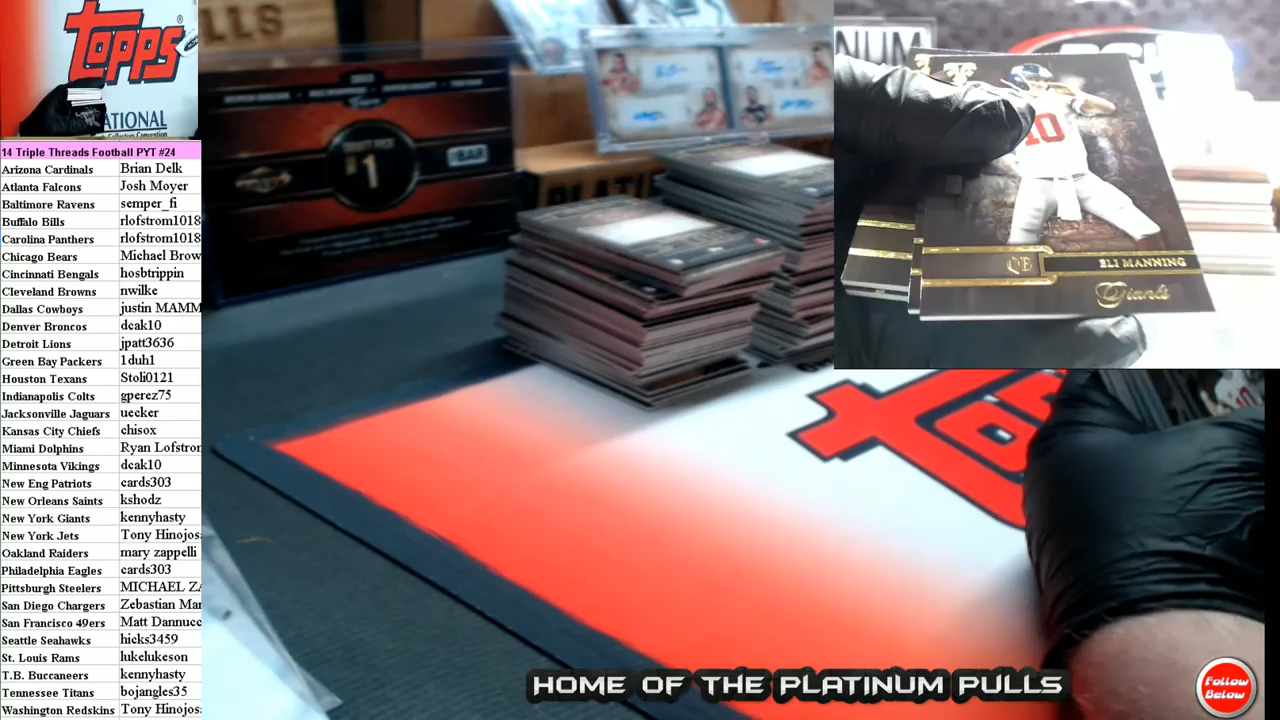 TOPPS
NATIONAL
Collectors Convention
14 Triple Threads Football PYT #24
Arizona Cardinals Brian Delk
Atlanta Falcons Josh Moyer
Baltimore Ravens semper_fi
Buffalo Bills rlofstrom1018
Carolina Panthers rlofstrom1018
Chicago Bears Michael Brow
Cincinnati Bengals hosbtrippin
Cleveland Browns nwilke
Dallas Cowboys justin MAMM
Denver Broncos dcak10
Detroit Lions jpatt3636
Green Bay Packers 1duh1
Houston Texans Stoli0121
Indianapolis Colts gperez75
Jacksonville Jaguars uecker
Kansas City Chiefs chisox
Miami Dolphins Ryan Lofstron
Minnesota Vikings dcak10
New Eng Patriots cards303
New Orleans Saints kshodz
New York Giants kennyhasty
New York Jets Tony Hinojos
Oakland Raiders mary zappelli
Philadelphia Eagles cards303
Pittsburgh Steelers MICHAEL ZA
San Diego Chargers Zebastian Mar
San Francisco 49ers Matt Dannucc
Seattle Seahawks hicks3459
St. Louis Rams lukelukeson
T.B. Buccaneers kennyhasty
Tennessee Titans bojangles35
Washington Redskins Tony Hinojos
#1
NUM
10
QB ELI MANNING
Giants
HOME OF THE PLATINUM PULLS
Follow
Below